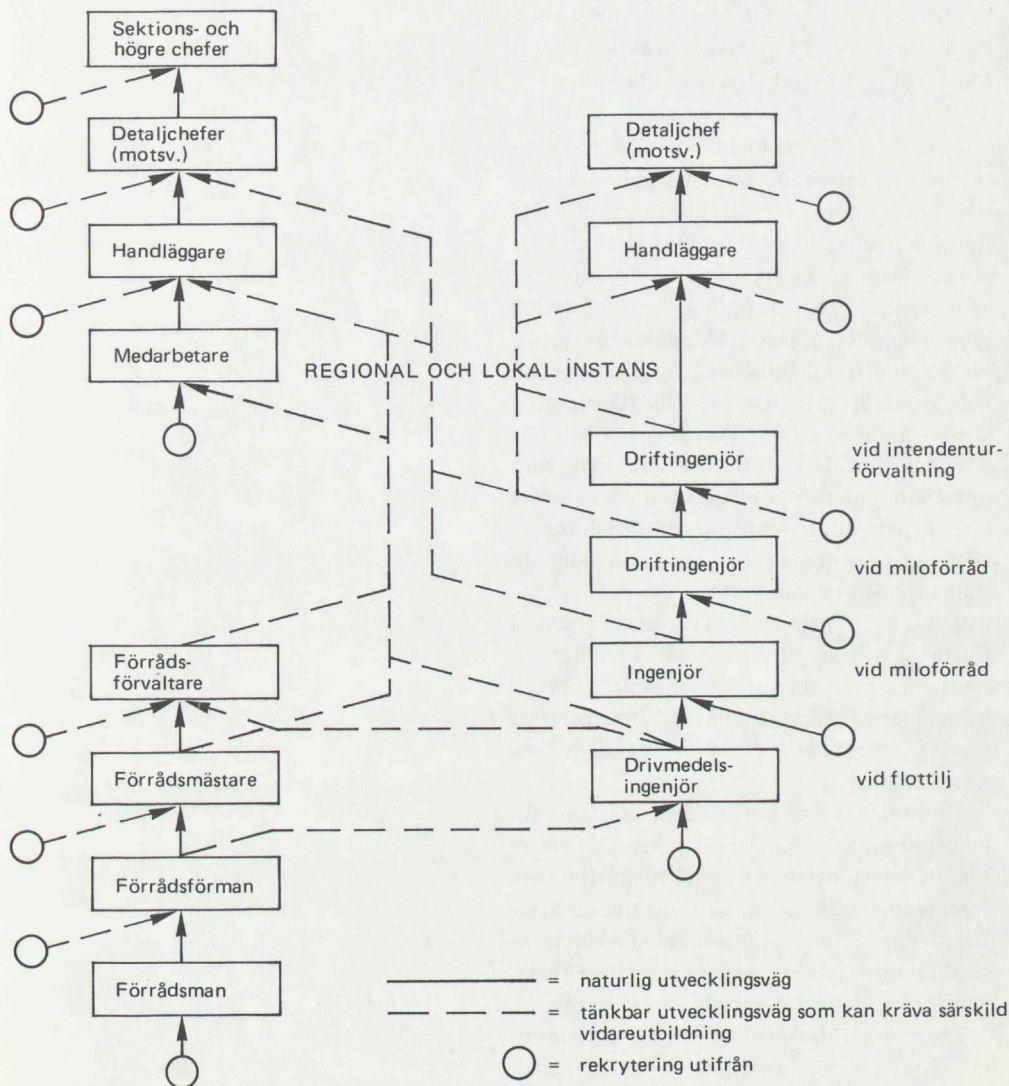 Sektions- och
högre chefer
Detaljchefer
(motsv.)
Handläggare
Medarbetare
Detaljchef
(motsv.)
Handläggare
REGIONAL OCH LOKAL INSTANS
Driftingenjör
vid intendentur-
förvaltning
Driftingenjör
vid miloförråd
Ingenjör
vid miloförråd
Drivmedels-
ingenjör
vid flottilj
Förråds-
förvaltare
Förrådsmästare
Förrådsförman
Förrådsman
= naturlig utvecklingsväg
= tänkbar utvecklingsväg som kan kräva särskild
vidareutbildning
= rekrytering utifrån